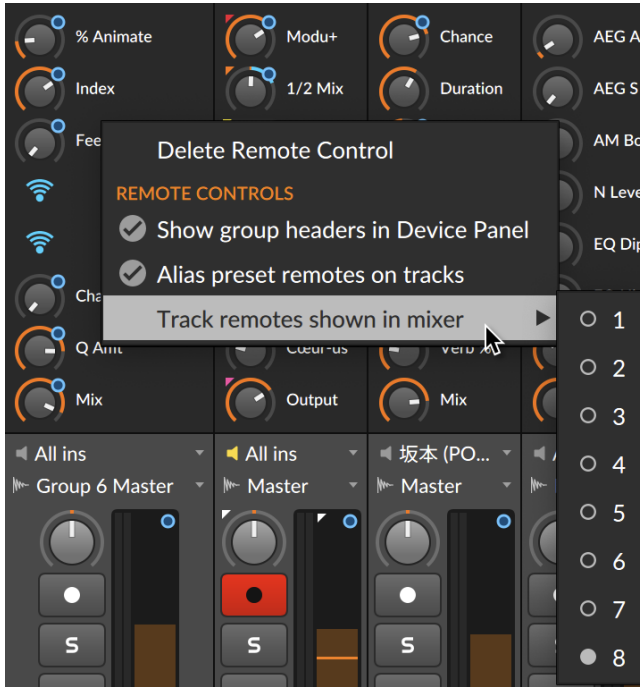 % Animate
Modu+
Chance
AEG A
Index
1/2 Mix
Duration
AEG S
Fee
AM Bo
Delete Remote Control
REMOTE CONTROLS
N Leve
Show group headers in Device Panel
EQ Dip
Alias preset remotes on tracks
Cha
Track remotes shown in mixer
1
Q Amt
Cœur-us
Verb %
2
Mix
Output
Mix
3
All ins
All ins
坂本 (PO...
4
Group 6 Master
Master
Master
5
6
7
S
S
S
8